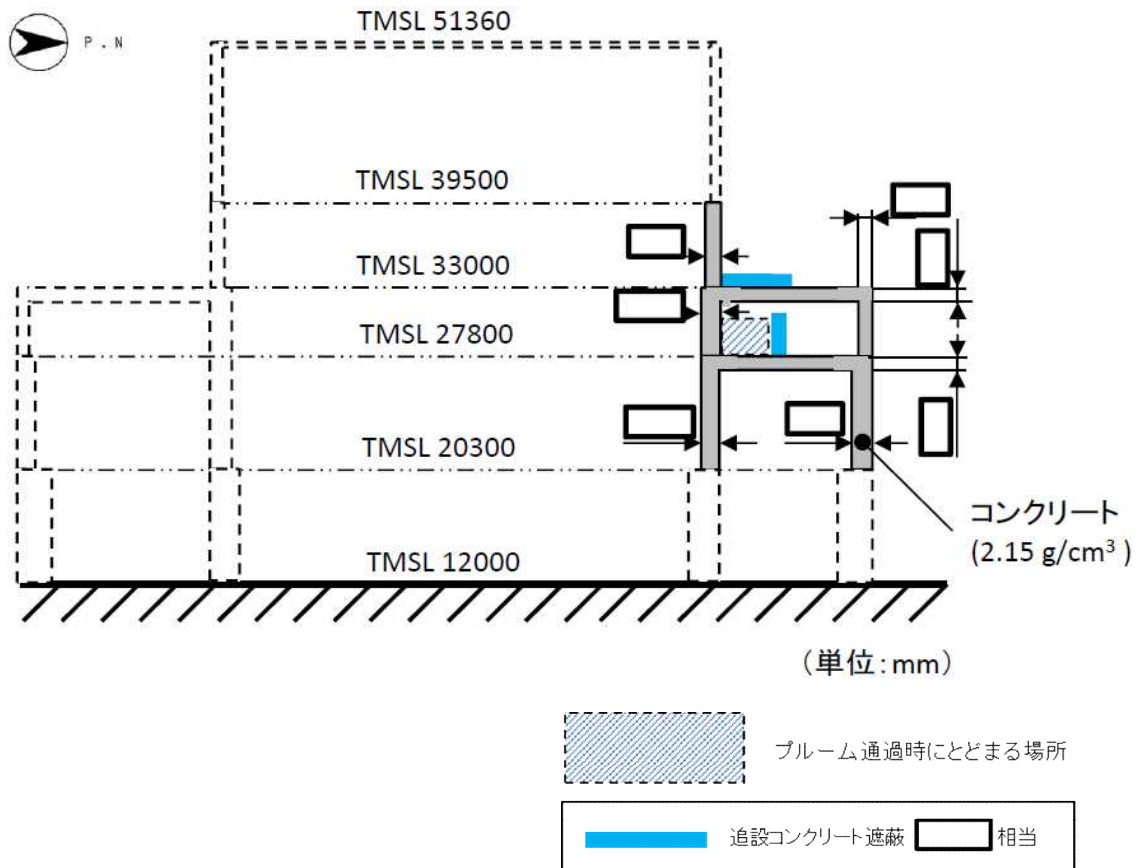 TMSL 51360
P.N
TMSL 39500
TMSL 33000
TMSL 27800
TMSL 20300
コンクリート
(2.15 g/cm³ )
TMSL 12000
（単位：mm）
プルーム通過時にとどまる場所
追設コンクリート遮蔽 相当